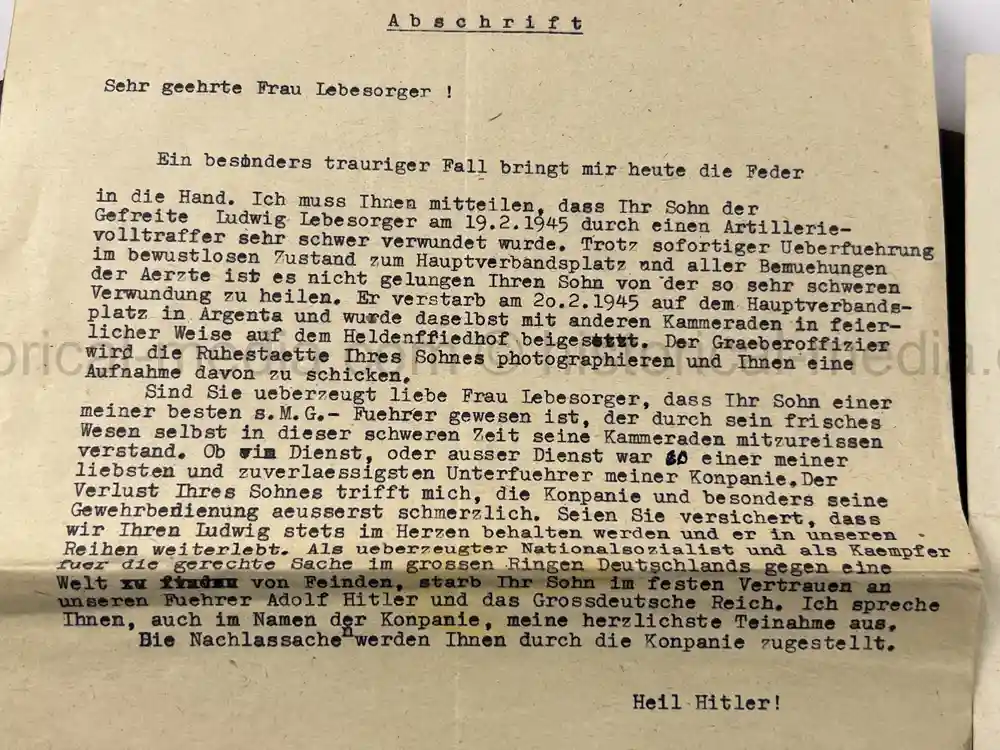 Abschrift
Sehr geehrte Frau Lebesorger !
Ein besonders trauriger Fall bringt mir heute die Feder
in die Hand. Ich muss Ihnen mitteilen, dass Ihr Sohn der
Gefreite Ludwig Lebesorger am 19.2.1945 durch einen Artillerie-
volltraffer sehr schwer verwundet wurde. Trotz sofortiger Ueberfuehrung
im bewustlosen Zustand zum Hauptverbandsplatz und aller Bemuehungen
der Aerzte ist es nicht gelungen Ihren Sohn von der so sehr schweren
Verwundung zu heilen. Er verstarb am 2o.2.1945 auf dem Hauptverbands-
platz in Argenta und wurde daselbst mit anderen Kammeraden in feier-
licher Weise auf dem Heldenfriedhof beigesetzt. Der Graeberoffizier
wird die Ruhestaette Ihres Sohnes photographieren und Ihnen eine
Aufnahme davon zu schicken.
Sind Sie ueberzeugt liebe Frau Lebesorger, dass Ihr Sohn einer
meiner besten s.M.G.- Fuehrer gewesen ist, der durch sein frisches
Wesen selbst in dieser schweren Zeit seine Kammeraden mitzureissen
verstand. Ob im Dienst, oder ausser Dienst war einer meiner
liebsten und zuverlaessigsten Unterfuehrer meiner Konpanie.Der
Verlust Ihres Sohnes trifft mich, die Konpanie und besonders seine
Gewehrbedienung aeusserst schmerzlich. Seien Sie versichert, dass
wir Ihren Ludwig stets im Herzen behalten werden und er in unseren
Reihen weiterlebt. Als ueberzeugter Nationalsozialist und als Kaempfer
fuer die gerechte Sache im grossen Ringen Deutschlands gegen eine
Welt von Feinden, starb Ihr Sohn im festen Vertrauen an
unseren Fuehrer Adolf Hitler und das Grossdeutsche Reich. Ich spreche
Ihnen, auch im Namen der Konpanie, meine herzlichste Teinahme aus.
Die Nachlassachen werden Ihnen durch die Konpanie zugestellt.
Heil Hitler!